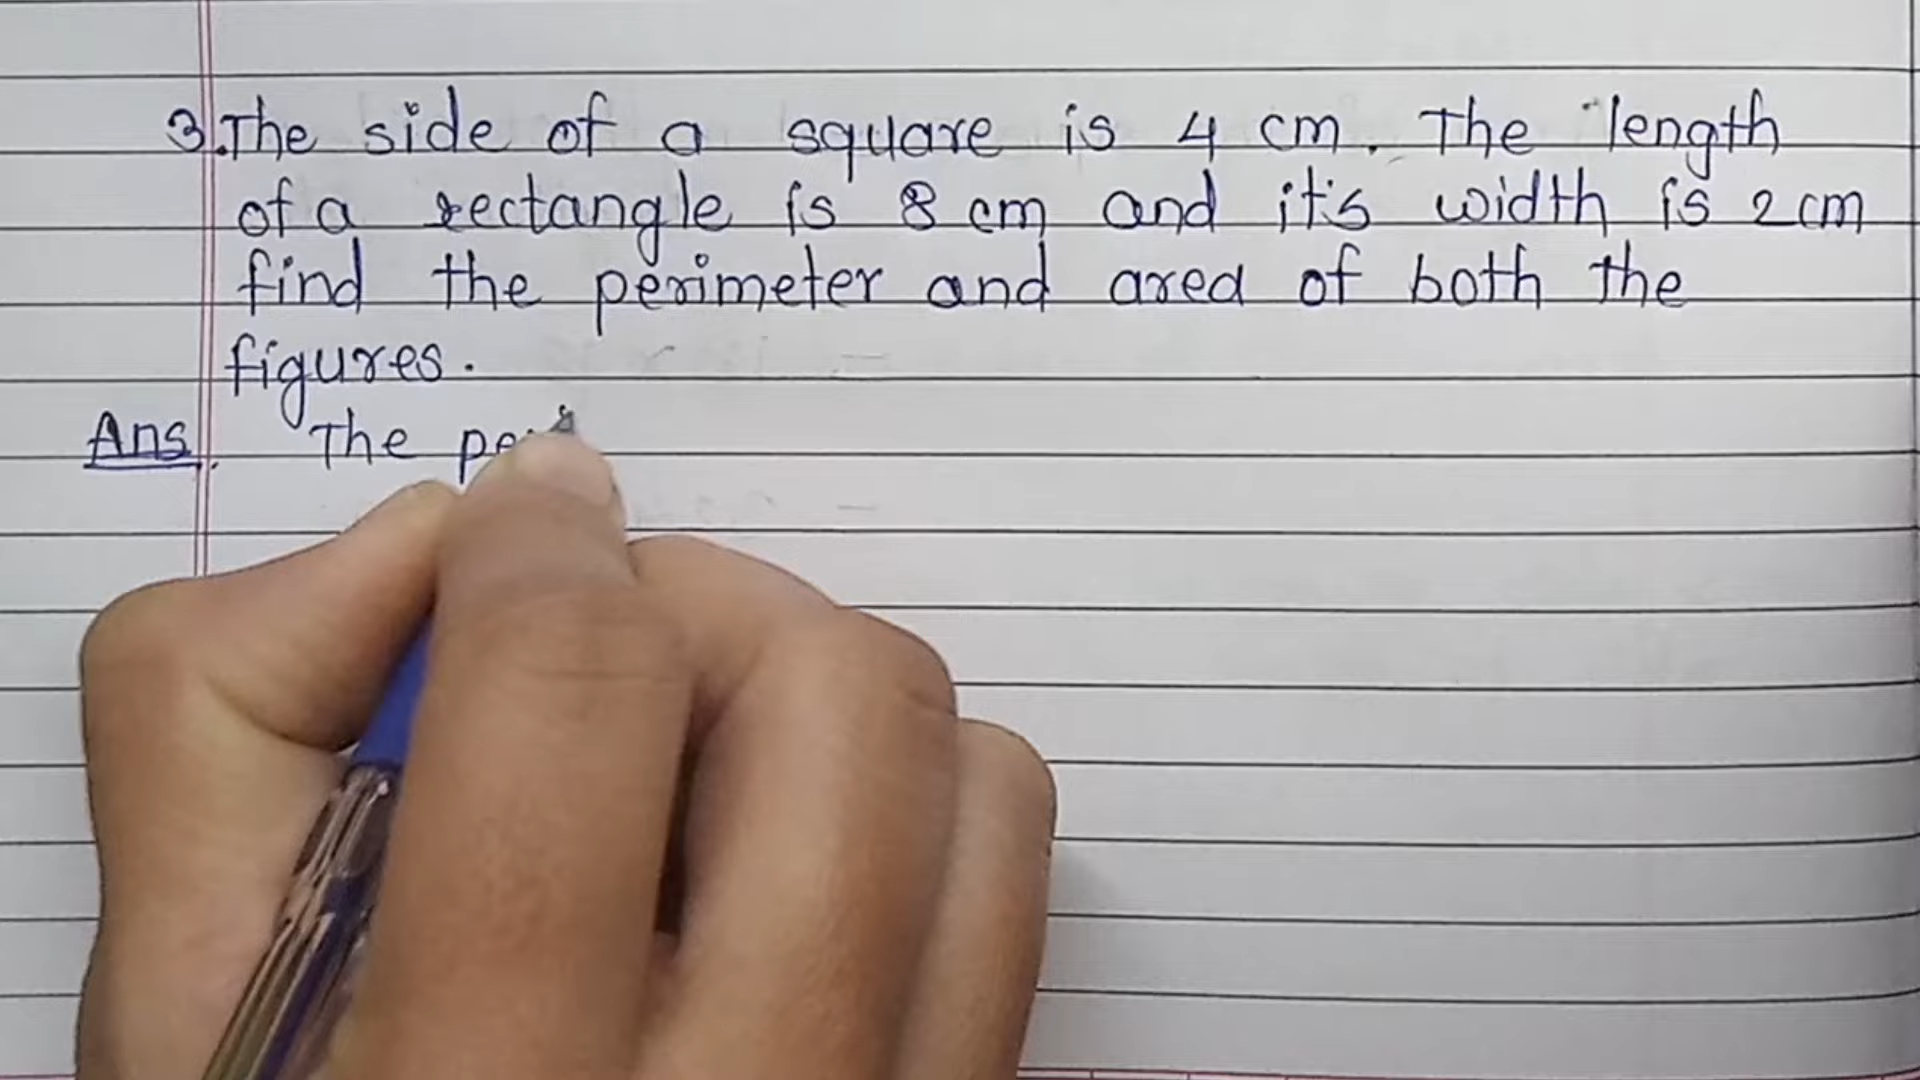 3. The side of a square is 4 cm. The length
of a rectangle is 8 cm and it's width is 2 cm
find the perimeter and area of both the
figures.
Ans. The